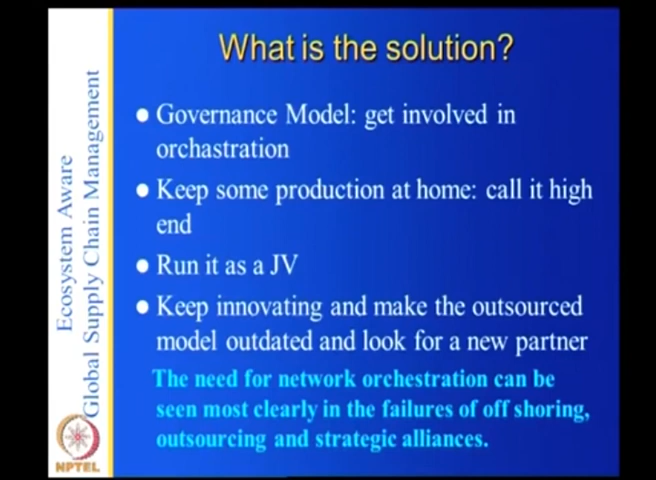 What is the solution?
● Governance Model: get involved in
orchastration
● Keep some production at home: call it high
end
● Run it as a JV
● Keep innovating and make the outsourced
model outdated and look for a new partner
The need for network orchestration can be
seen most clearly in the failures of off shoring,
outsourcing and strategic alliances.
Ecosystem Aware
Global Supply Chain Management
NPTEL